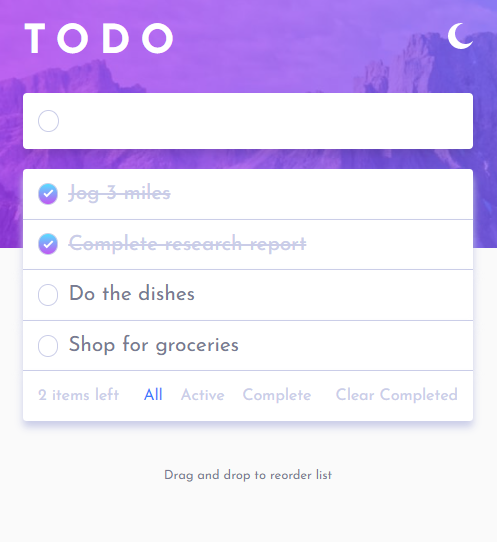 TODO
Jog 3 miles
Complete research report
Do the dishes
Shop for groceries
2 items left All Active Complete Clear Completed
Drag and drop to reorder list